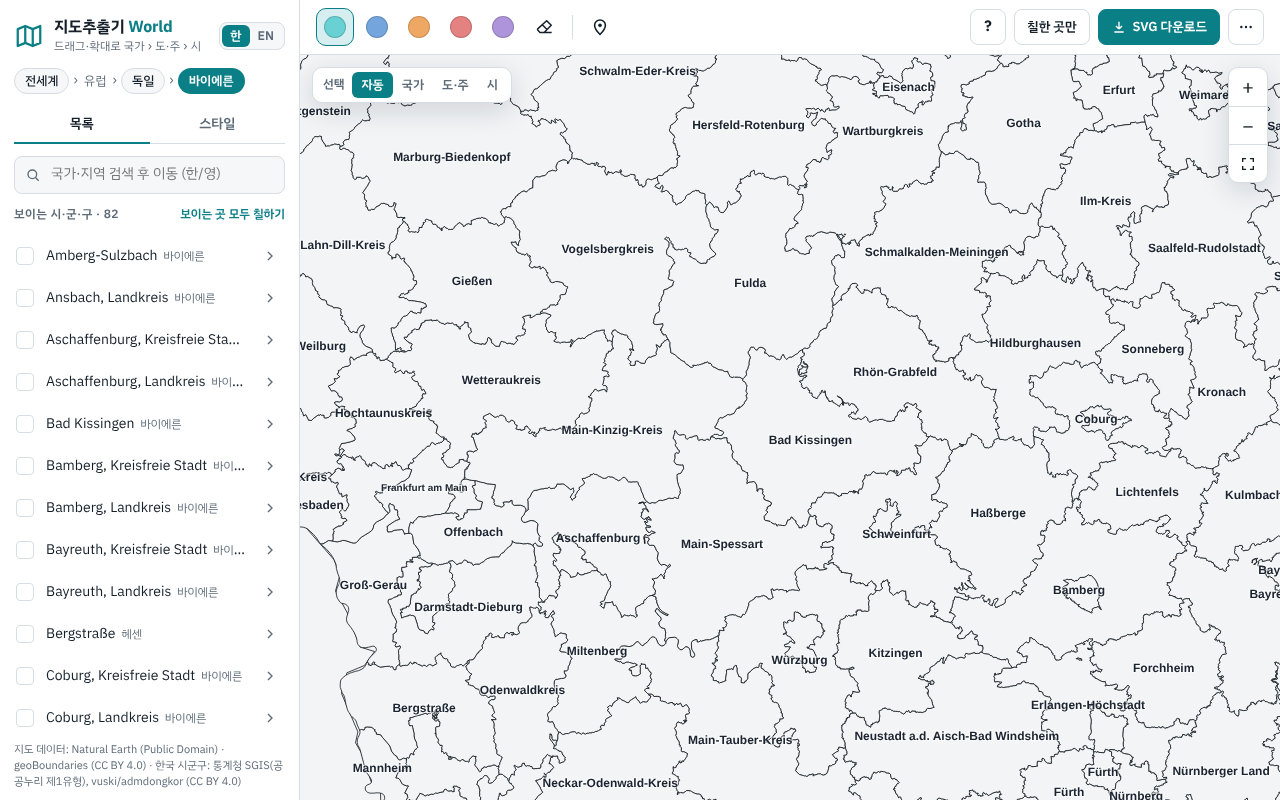 지도추출기 World
드래그·확대로 국가 › 도·주 › 시
한 EN
전세계 › 유럽 › 독일 › 바이에른
목록 스타일
국가·지역 검색 후 이동 (한/영)
보이는 시·군·구 · 82 보이는 곳 모두 칠하기
Amberg-Sulzbach 바이에른
Ansbach, Landkreis 바이에른
Aschaffenburg, Kreisfreie Sta...
Aschaffenburg, Landkreis 바이...
Bad Kissingen 바이에른
Bamberg, Kreisfreie Stadt 바이...
Bamberg, Landkreis 바이에른
Bayreuth, Kreisfreie Stadt 바이...
Bayreuth, Landkreis 바이에른
Bergstraße 헤센
Coburg, Kreisfreie Stadt 바이에른
Coburg, Landkreis 바이에른
지도 데이터: Natural Earth (Public Domain) ·
geoBoundaries (CC BY 4.0) · 한국 시군구: 통계청 SGIS(공
공누리 제1유형), vuski/admdongkor (CC BY 4.0)
? 칠한 곳만 SVG 다운로드 ···
선택 자동 국가 도·주 시
+
−
Schwalm-Eder-Kreis
Eisenach
Erfurt
Weimare
rgenstein
Hersfeld-Rotenburg
Wartburgkreis
Gotha
Sa
Marburg-Biedenkopf
Ilm-Kreis
Lahn-Dill-Kreis
Vogelsbergkreis
Schmalkalden-Meiningen
Saalfeld-Rudolstadt
Gießen
Fulda
S
Weilburg
Hildburghausen
Sonneberg
Wetteraukreis
Rhön-Grabfeld
Kronach
Hochtaunuskreis
Main-Kinzig-Kreis
Bad Kissingen
Coburg
Kreis
Frankfurt am Main
Lichtenfels
Kulmbach
esbaden
Haßberge
Offenbach
Aschaffenburg
Main-Spessart
Schweinfurt
Groß-Gerau
Bay
Bamberg
Bayre
Darmstadt-Dieburg
Miltenberg
Würzburg
Kitzingen
Forchheim
Odenwaldkreis
Bergstraße
Erlangen-Höchstadt
Main-Tauber-Kreis
Neustadt a.d. Aisch-Bad Windsheim
Mannheim
Fürth
Nürnberger Land
Neckar-Odenwald-Kreis
Fürth
Nürnberg